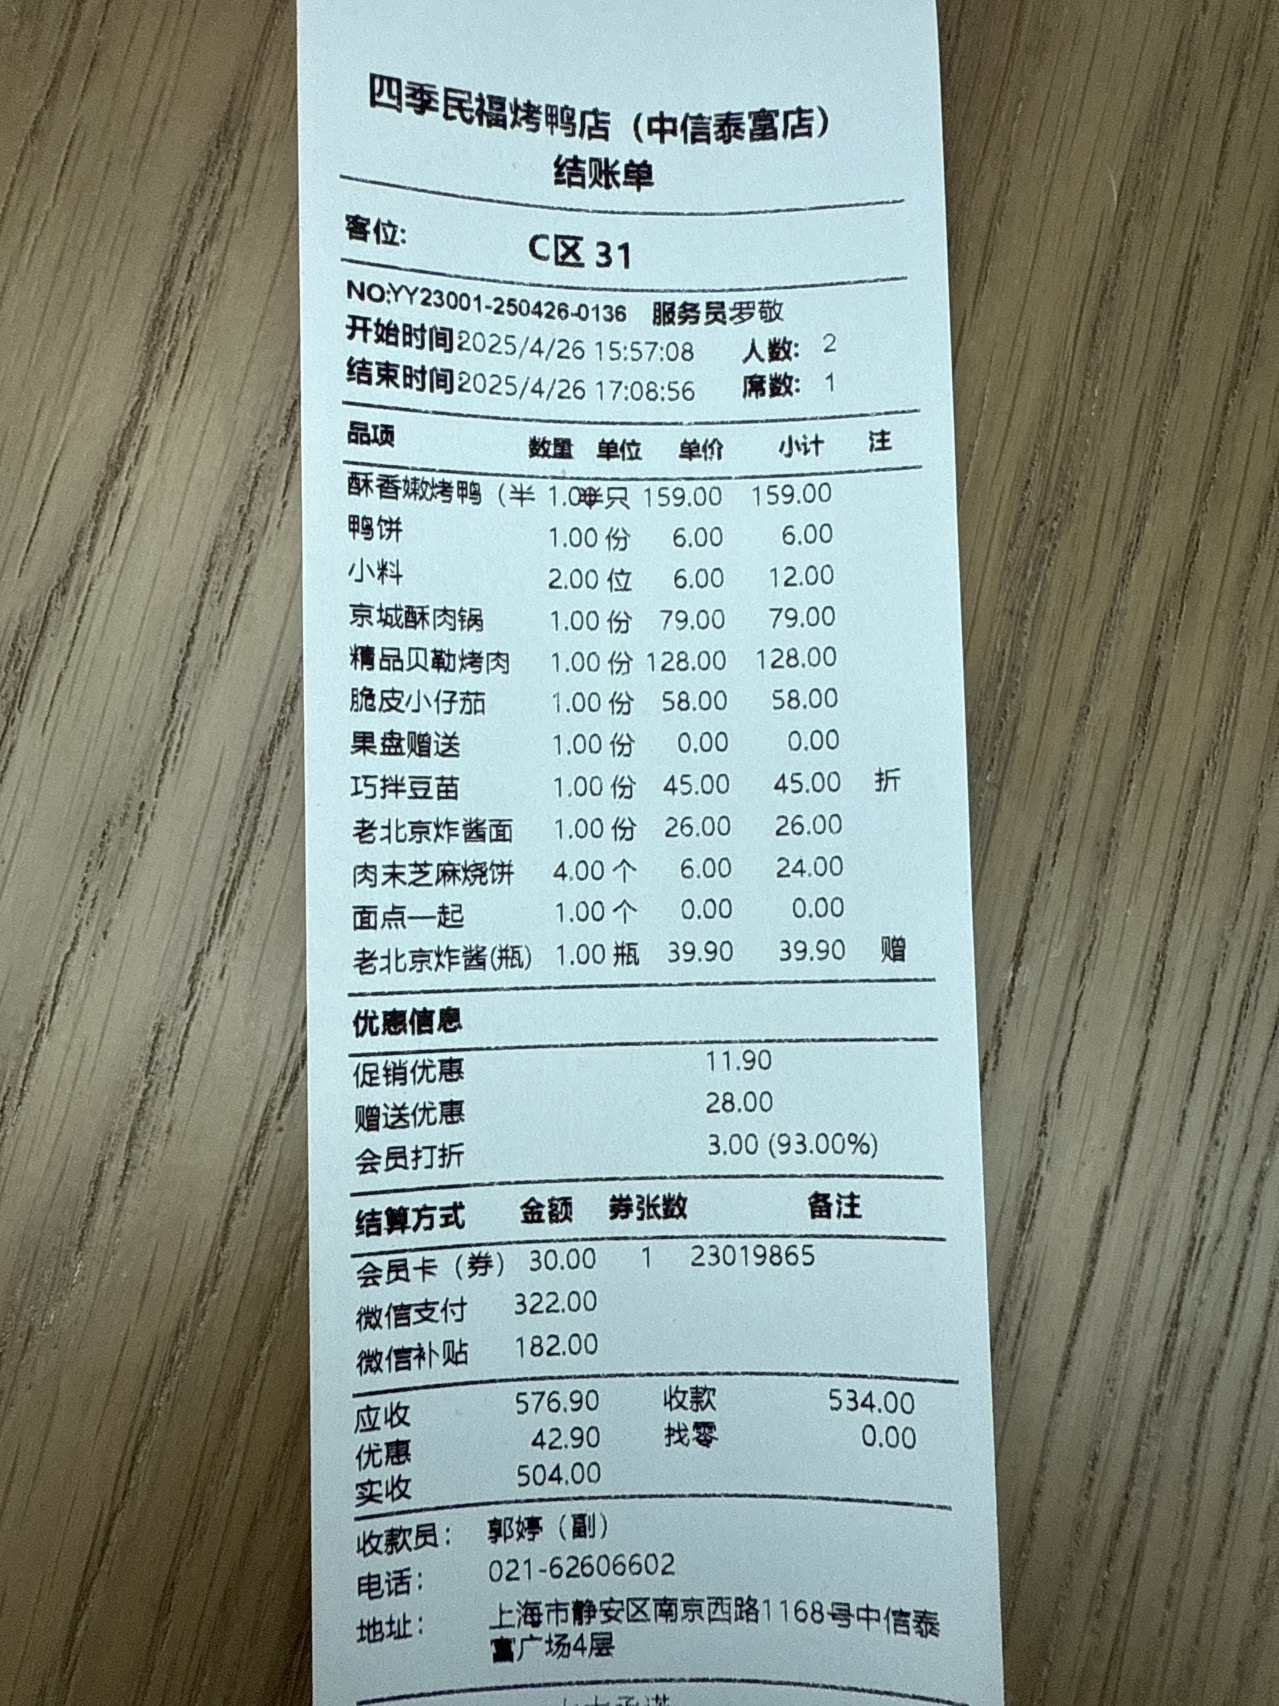 四季民福烤鸭店（中信泰富店）
结账单
客位: C区 31
NO:YY23001-250426-0136 服务员罗敬
开始时间2025/4/26 15:57:08 人数: 2
结束时间2025/4/26 17:08:56 席数: 1
品项 数量 单位 单价 小计 注
酥香嫩烤鸭（半 1.00半只 159.00 159.00
鸭饼 1.00 份 6.00 6.00
小料 2.00 位 6.00 12.00
京城酥肉锅 1.00 份 79.00 79.00
精品贝勒烤肉 1.00 份 128.00 128.00
脆皮小仔茄 1.00 份 58.00 58.00
果盘赠送 1.00 份 0.00 0.00
巧拌豆苗 1.00 份 45.00 45.00 折
老北京炸酱面 1.00 份 26.00 26.00
肉末芝麻烧饼 4.00 个 6.00 24.00
面点一起 1.00 个 0.00 0.00
老北京炸酱(瓶) 1.00 瓶 39.90 39.90 赠
优惠信息
促销优惠 11.90
赠送优惠 28.00
会员打折 3.00 (93.00%)
结算方式 金额 券张数 备注
会员卡（券） 30.00 1 23019865
微信支付 322.00
微信补贴 182.00
应收 576.90 收款 534.00
优惠 42.90 找零 0.00
实收 504.00
收款员: 郭婷（副）
电话: 021-62606602
地址: 上海市静安区南京西路1168号中信泰
富广场4层